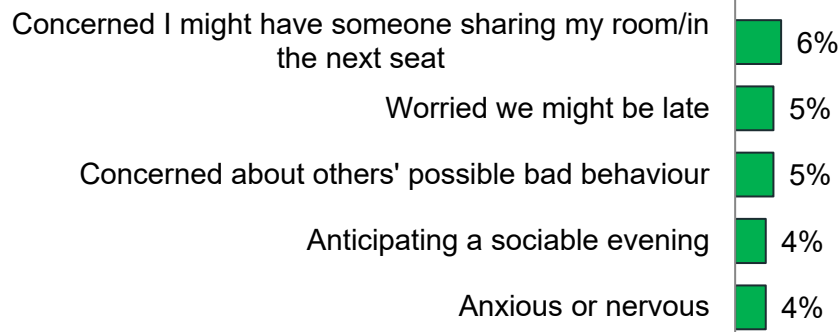 Concerned I might have someone sharing my room/in
the next seat
6%
Worried we might be late
5%
Concerned about others' possible bad behaviour
5%
Anticipating a sociable evening
4%
Anxious or nervous
4%